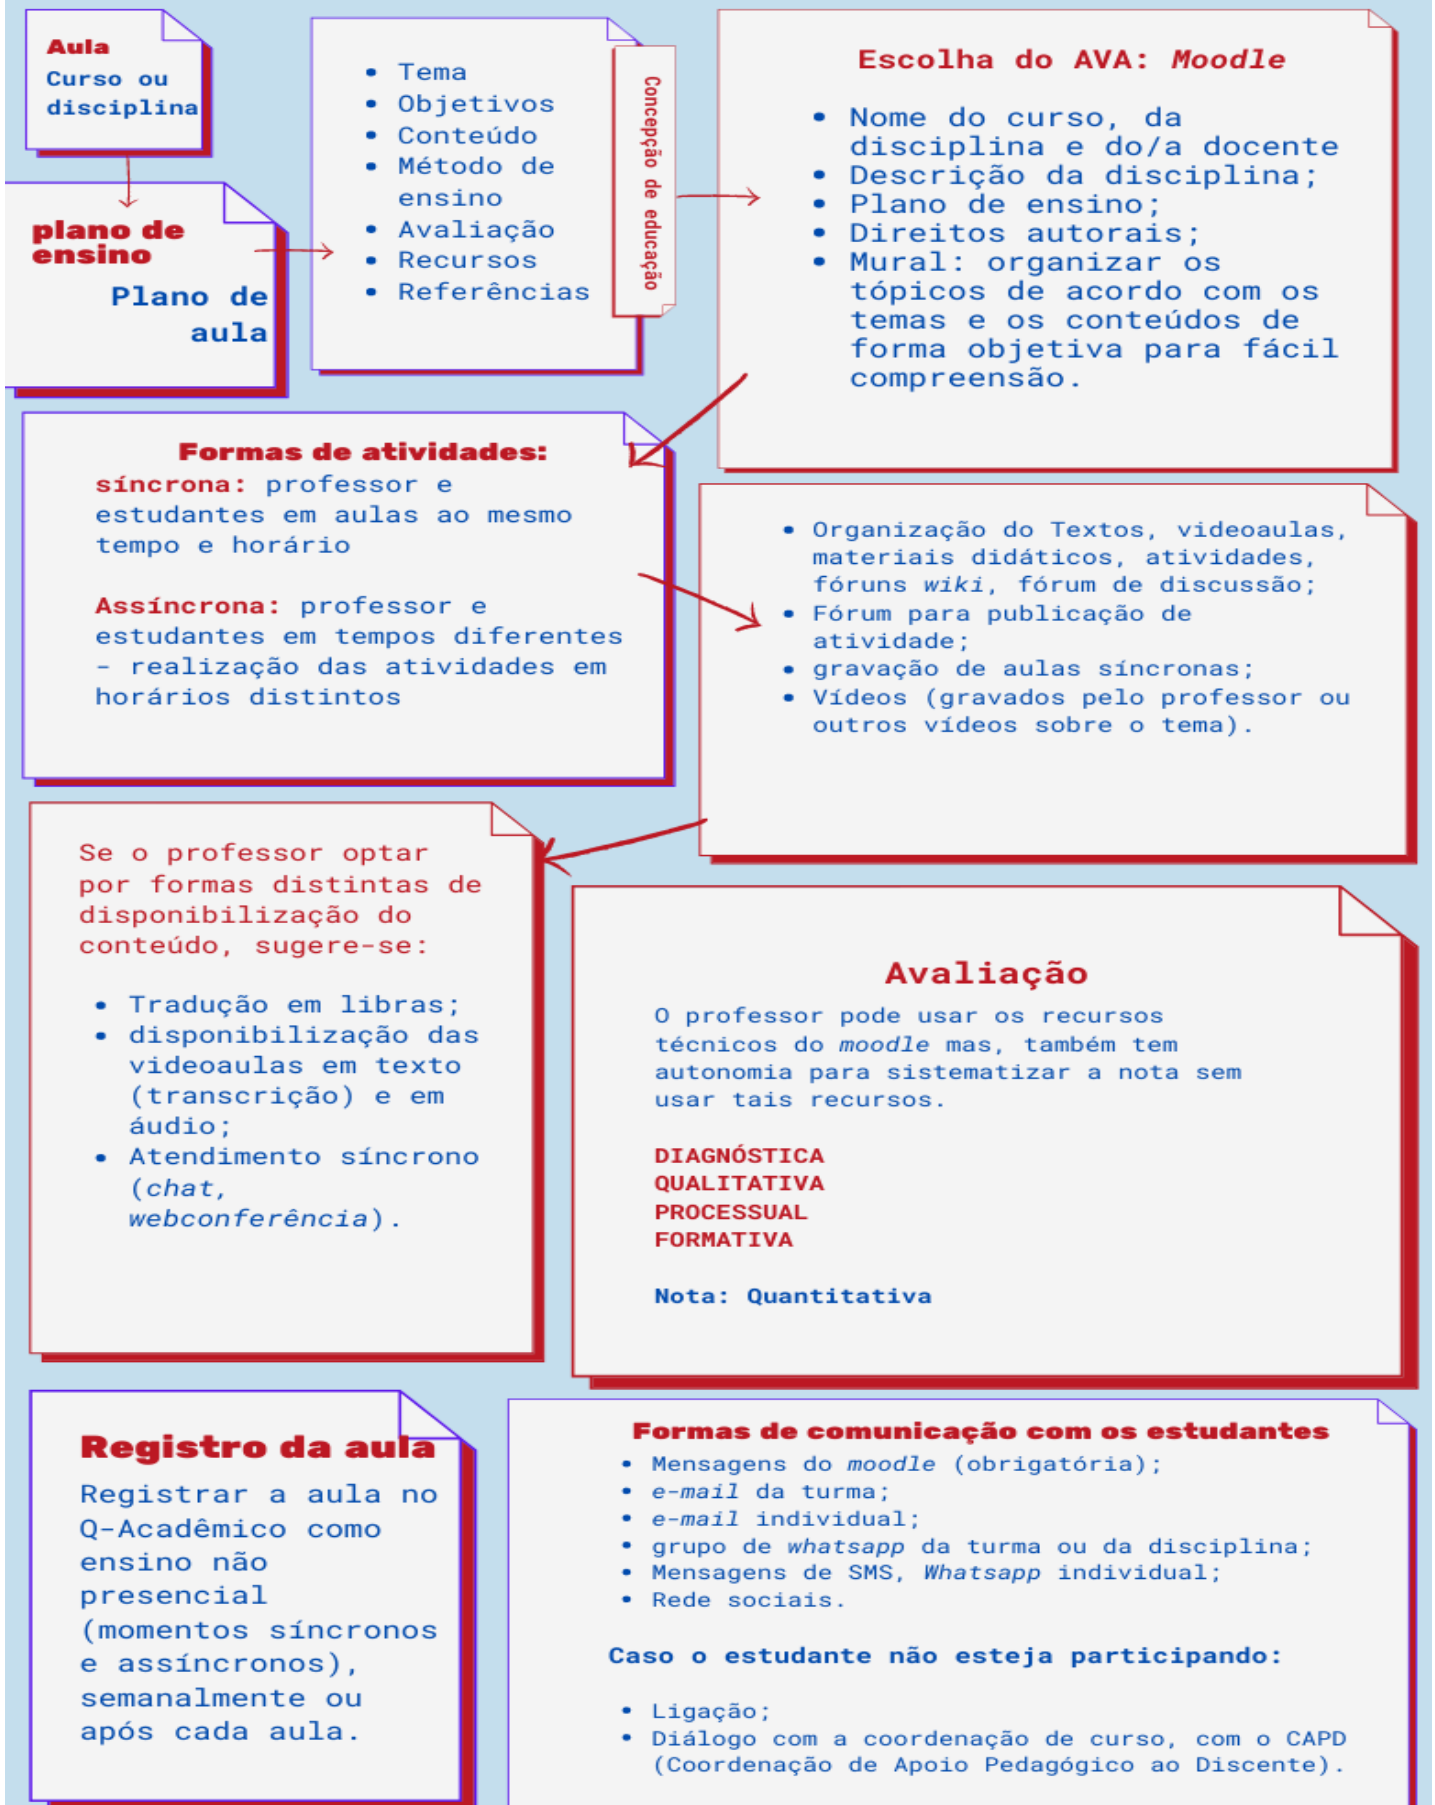 Aula
Curso ou
disciplina
plano de
ensino
Plano de
aula
• Tema
• Objetivos
• Conteúdo
• Método de
ensino
• Avaliação
• Recursos
• Referências
Concepção de educação
Escolha do AVA: Moodle
• Nome do curso, da
disciplina e do/a docente
• Descrição da disciplina;
• Plano de ensino;
• Direitos autorais;
• Mural: organizar os
tópicos de acordo com os
temas e os conteúdos de
forma objetiva para fácil
compreensão.
Formas de atividades:
síncrona: professor e
estudantes em aulas ao mesmo
tempo e horário
Assíncrona: professor e
estudantes em tempos diferentes
– realização das atividades em
horários distintos
• Organização do Textos, videoaulas,
materiais didáticos, atividades,
fóruns wiki, fórum de discussão;
• Fórum para publicação de
atividade;
• gravação de aulas síncronas;
• Vídeos (gravados pelo professor ou
outros vídeos sobre o tema).
Se o professor optar
por formas distintas de
disponibilização do
conteúdo, sugere-se:
• Tradução em libras;
• disponibilização das
videoaulas em texto
(transcrição) e em
áudio;
• Atendimento síncrono
(chat,
webconferência).
Avaliação
O professor pode usar os recursos
técnicos do moodle mas, também tem
autonomia para sistematizar a nota sem
usar tais recursos.
DIAGNÓSTICA
QUALITATIVA
PROCESSUAL
FORMATIVA
Nota: Quantitativa
Registro da aula
Registrar a aula no
Q-Acadêmico como
ensino não
presencial
(momentos síncronos
e assíncronos),
semanalmente ou
após cada aula.
Formas de comunicação com os estudantes
• Mensagens do moodle (obrigatória);
• e-mail da turma;
• e-mail individual;
• grupo de whatsapp da turma ou da disciplina;
• Mensagens de SMS, Whatsapp individual;
• Rede sociais.
Caso o estudante não esteja participando:
• Ligação;
• Diálogo com a coordenação de curso, com o CAPD
(Coordenação de Apoio Pedagógico ao Discente).